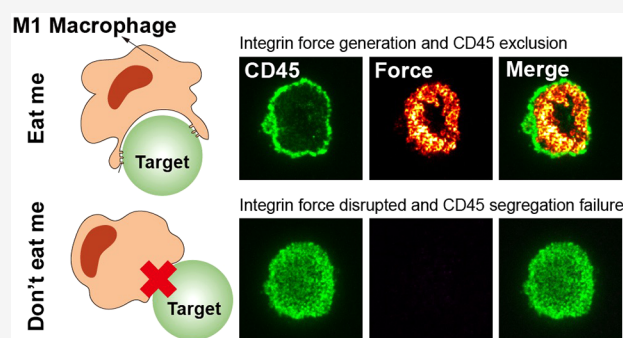 M1 Macrophage
Eat me
Target
Integrin force generation and CD45 exclusion
CD45
Force
Merge
Don't eat me
Target
Integrin force disrupted and CD45 segregation failure